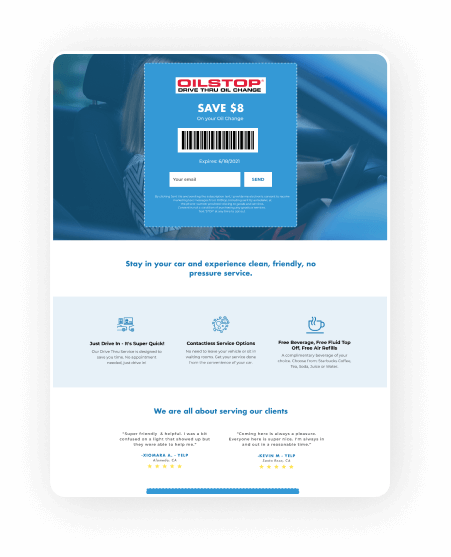 OILSTOP
DRIVE THRU OIL CHANGE
SAVE $8
On your Oil Change
Expires: 6/18/2021
Your email
SEND
Stay in your car and experience clean, friendly, no
pressure service.
Just Drive In - It's Super Quick!
Our Drive Thru Service is designed to
save you time. No appointment
needed, just drive in!
Contactless Service Options
No need to leave your vehicle or sit in
waiting rooms. Get your service done
from the convenience of your car.
Free Beverage, Free Fluid Top
Off, Free Air Refills
A complimentary beverage of your
choice. Choose from Starbucks Coffee,
Tea, Soda, Juice or Water.
We are all about serving our clients
"Super friendly & helpful. I was a bit
confused on a light that showed up but
they were able to help me."
-XIOMARA A. - YELP
Alameda, CA
"Coming here is always a pleasure.
Everyone here is super nice. I'm always in
and out in a reasonable time."
-KEVIN M - YELP
Santa Rosa, CA